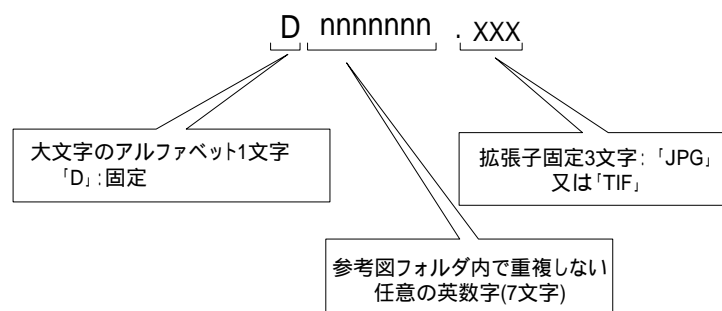 D nnnnnnn . XXX
大文字のアルファベット1文字
「D」:固定
拡張子固定3文字: 「JPG」
又は「TIF」
参考図フォルダ内で重複しない
任意の英数字(7文字)